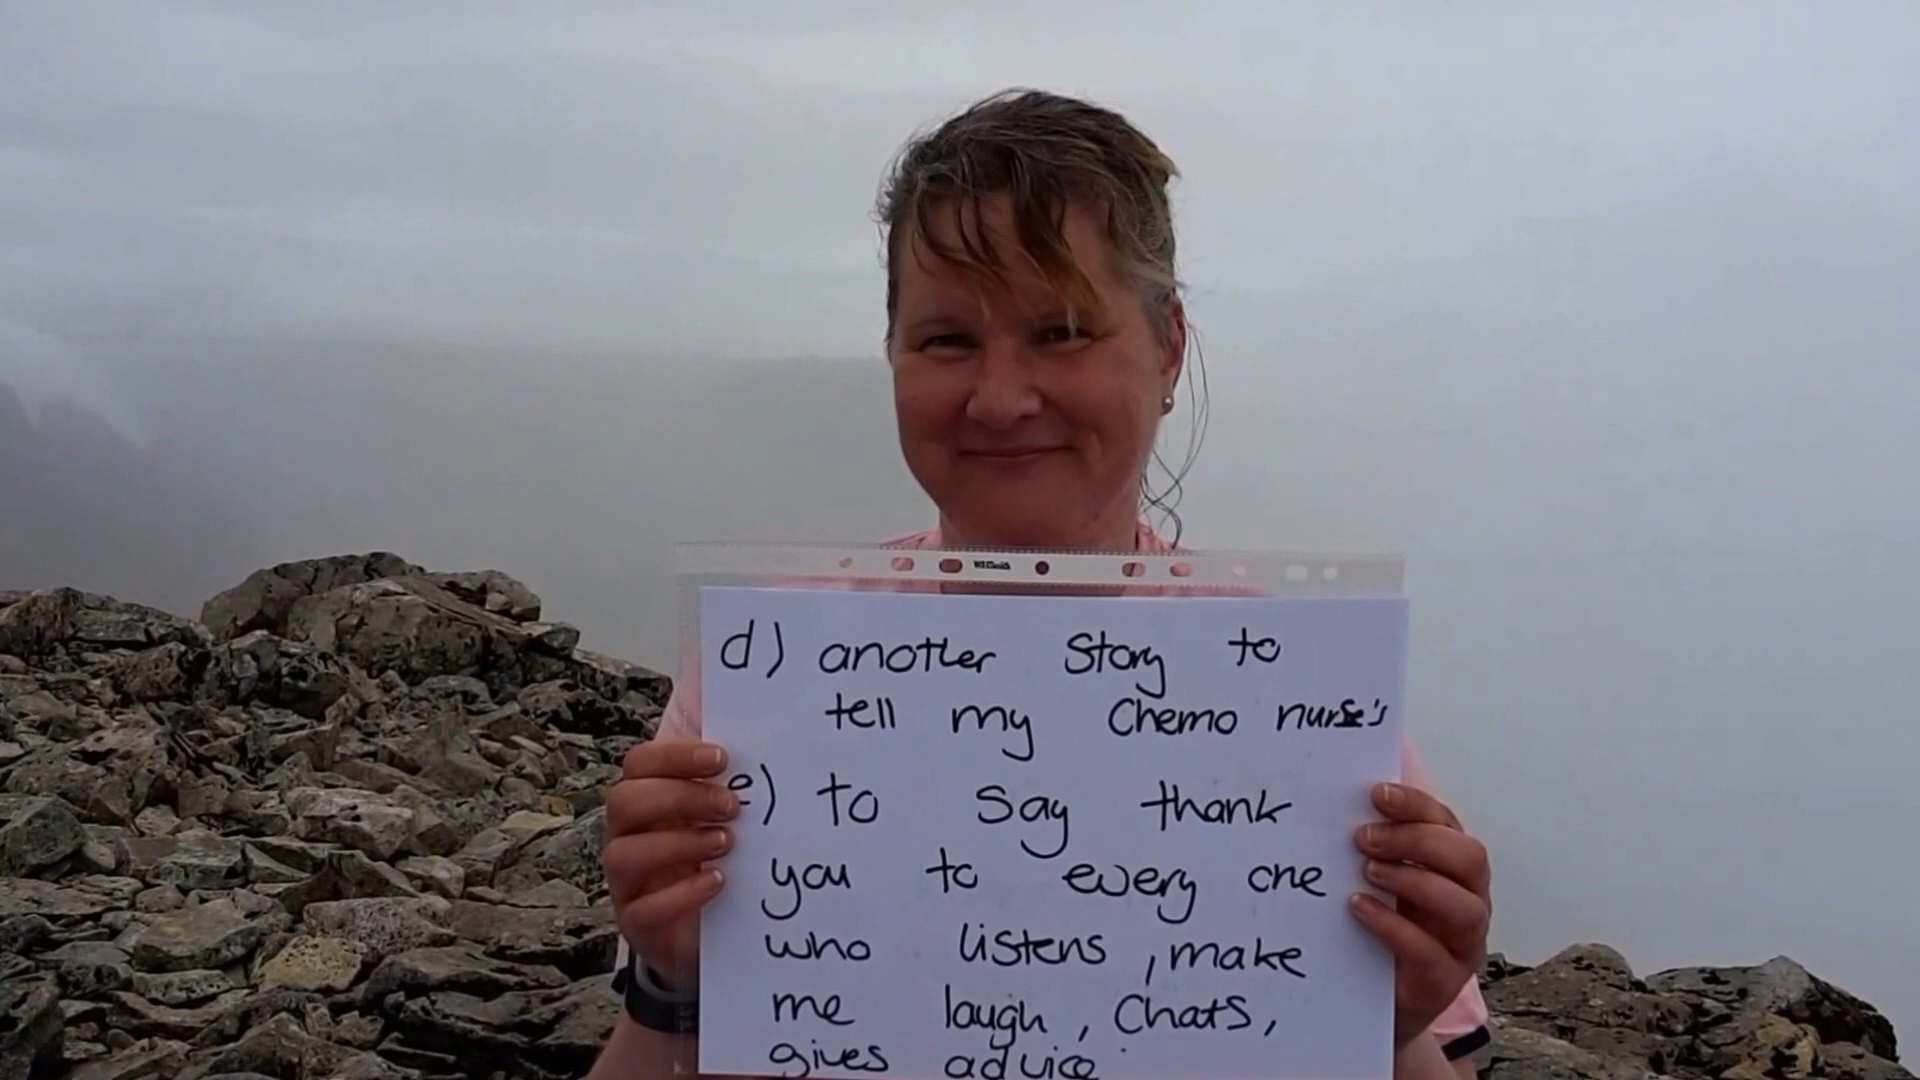 WHSmith
d) another Story to
tell my Chemo nurse's
e) to say thank
you to every one
who listens, make
me laugh, Chats,
gives advice